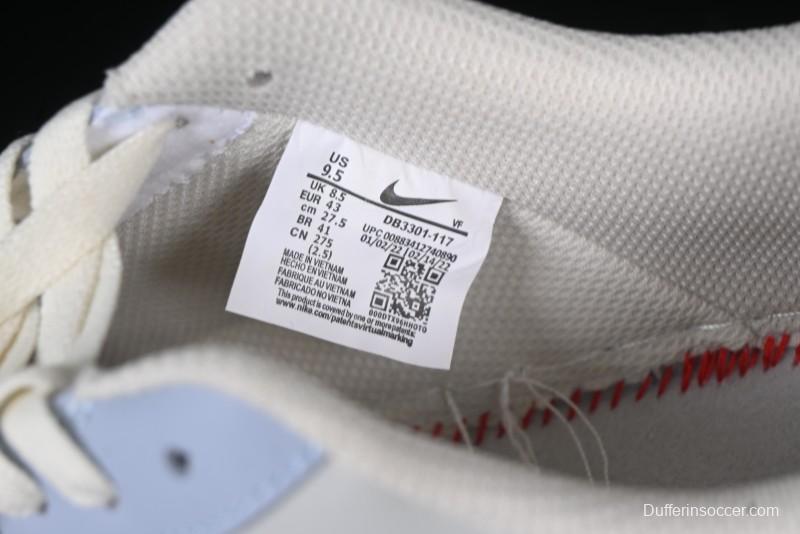 US
9.5
UK 8.5
EUR 43
cm 27.5
BR 41
CN 275
(2.5)
VF
DB3301-117
UPC 00883412740890
01/02/22 02/14/22
MADE IN VIETNAM
HECHO EN VIETNAM
FABRIQUE AU VIETNAM
FABRICADO NO VIETNA
000DTX96HHOTO
This product is covered by one or more patents:
www.nike.com/patentsvirtualmarking
Dufferinsoccer.com